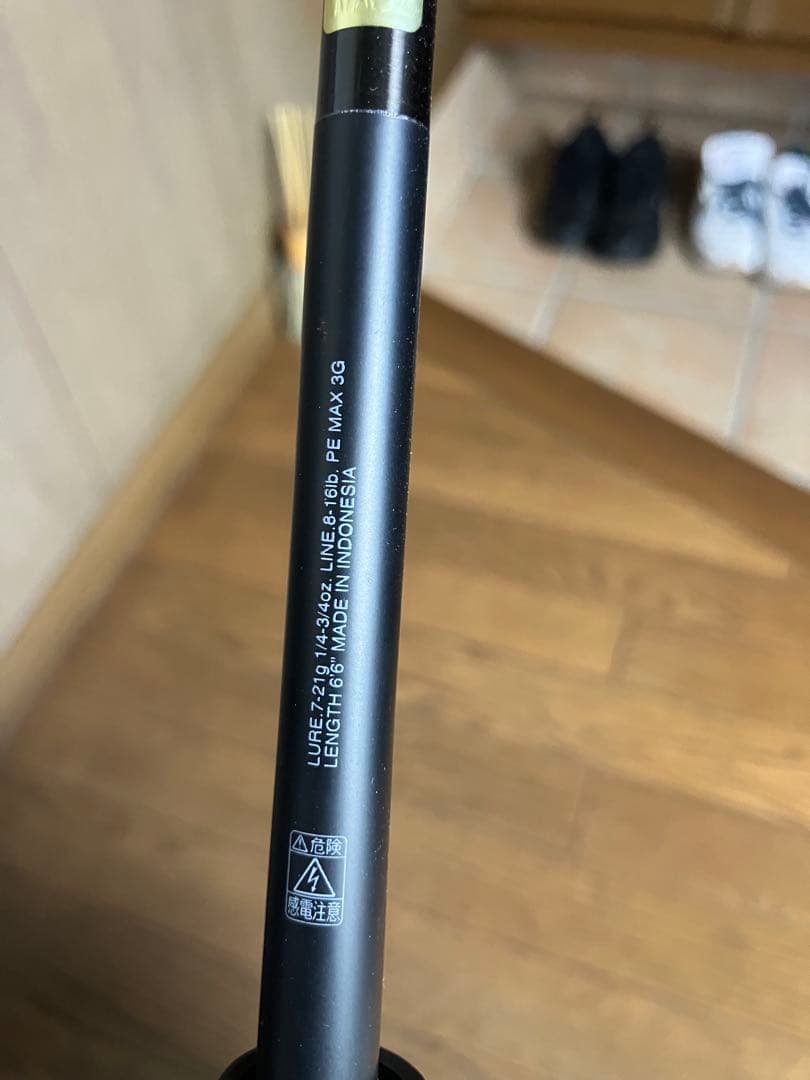 LURE.7-21g 1/4-3/4oz. LINE.8-16lb. PE MAX 3G
LENGTH 6'6" MADE IN INDONESIA
危険
感電注意